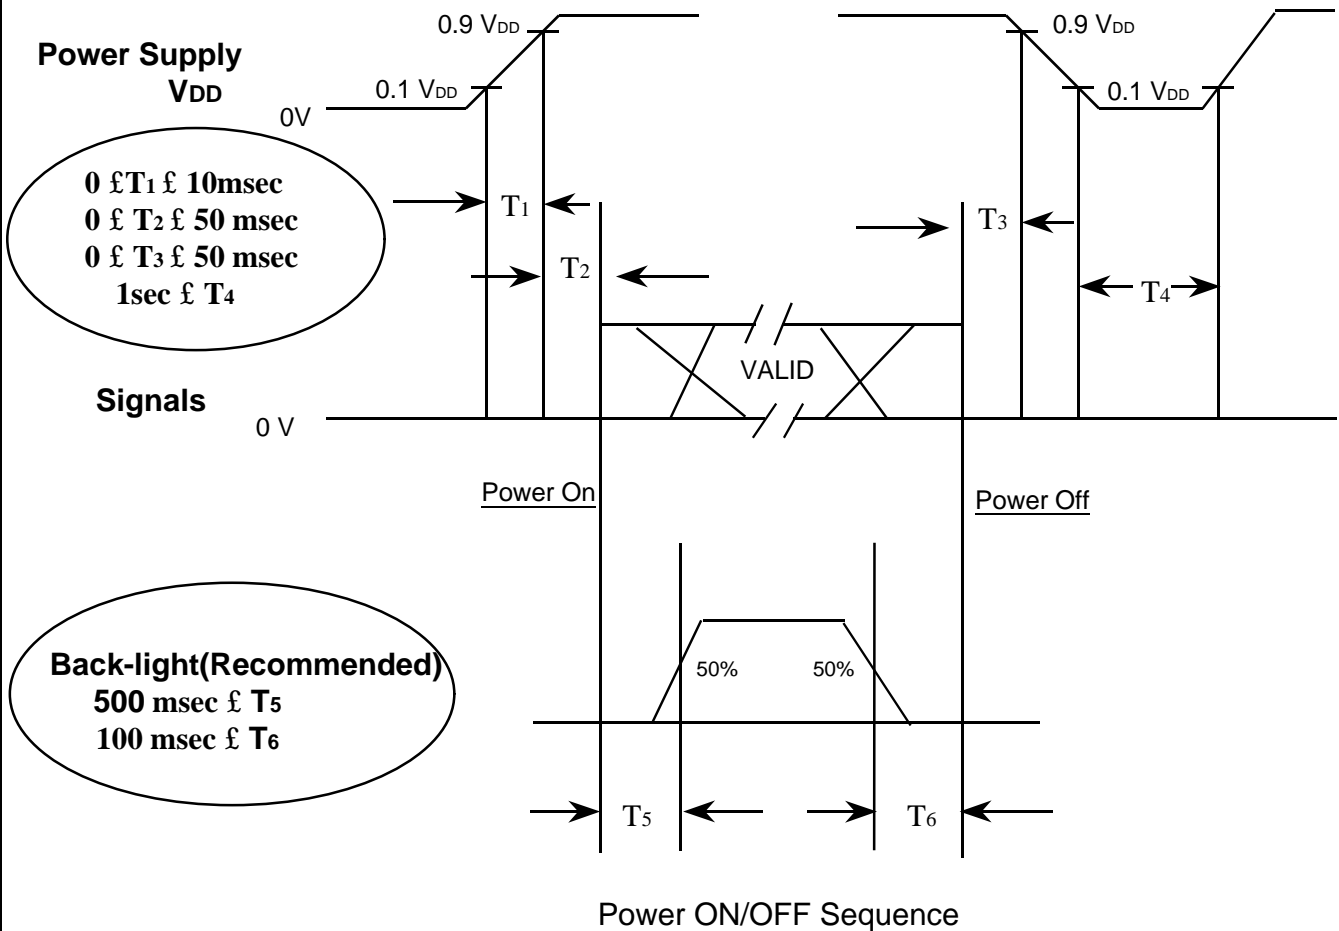 0.9 VDD
0.9 VDD
Power Supply
VDD
0.1 VDD
0.1 VDD
0V
0 £T1 £ 10msec
0 £ T2 £ 50 msec
0 £ T3 £ 50 msec
1sec £ T4
T1
T3
T2
T4
VALID
Signals
0 V
Power On
Power Off
Back-light(Recommended)
500 msec £ T5
100 msec £ T6
50%
50%
T5
T6
Power ON/OFF Sequence